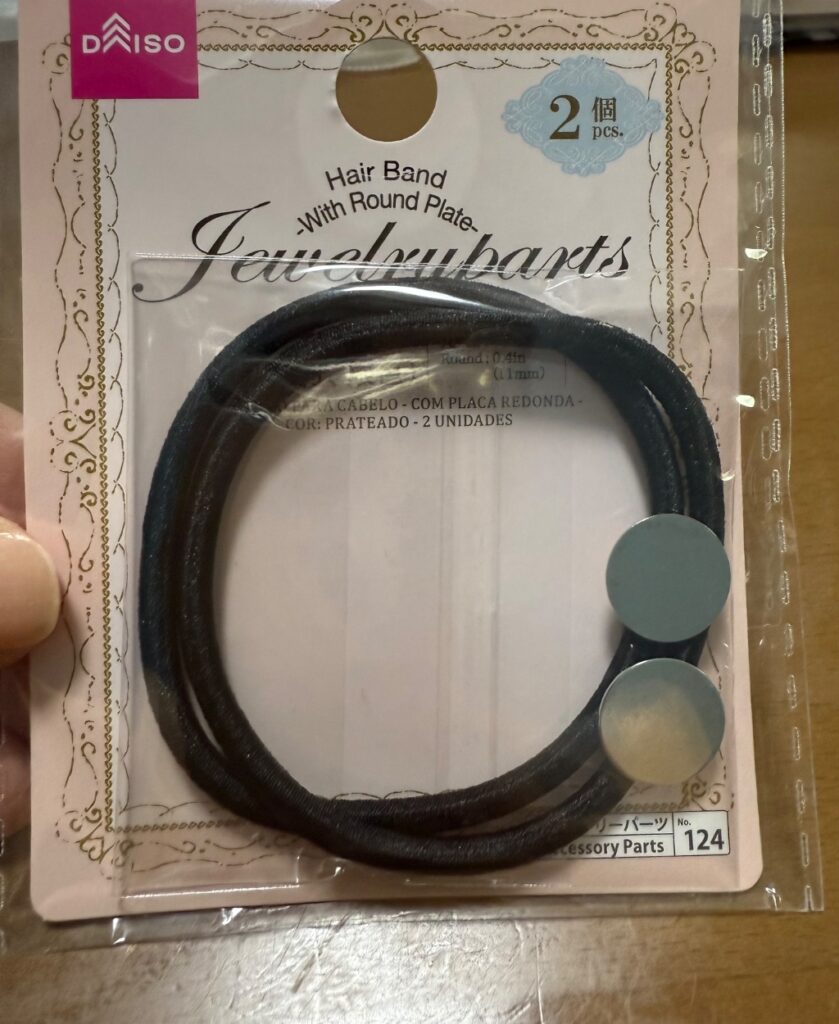 DAISO
2個
pcs.
Hair Band
-With Round Plate-
Jewelryparts
Round : 0.4in
(11mm)
CABELO - COM PLACA REDONDA -
COR: PRATEADO - 2 UNIDADES
リーパーツ
Accessory Parts
No.
124